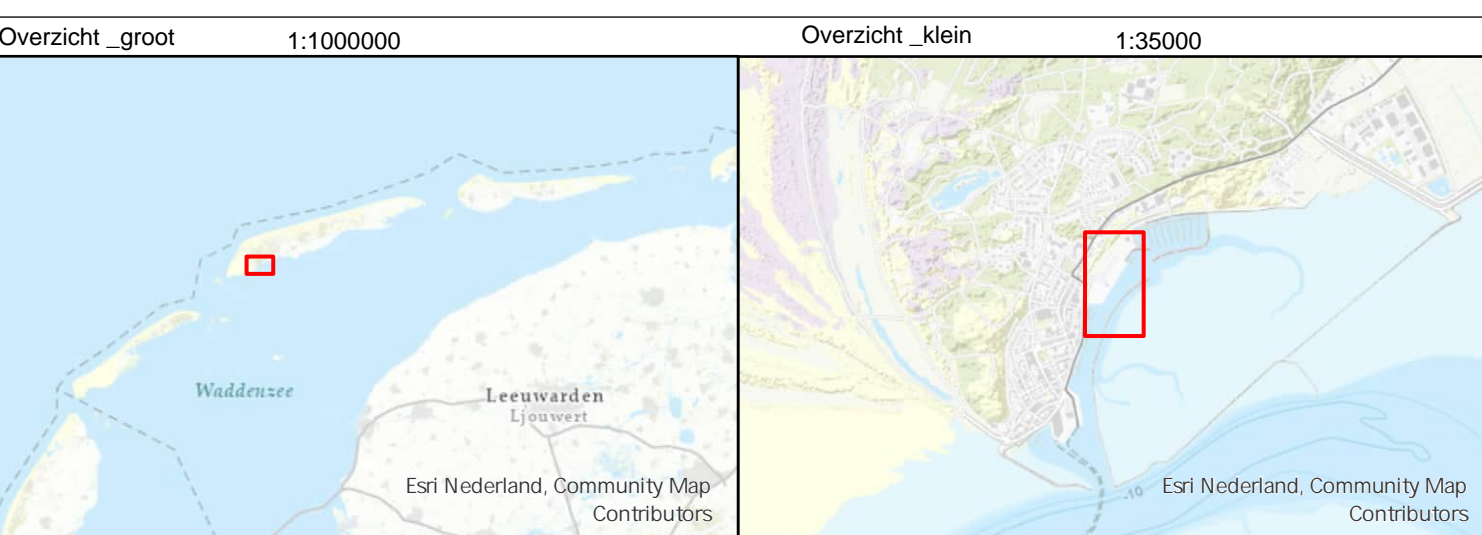 Overzicht _groot
1:1000000
Overzicht _klein
1:35000
Waddenzee
Leeuwarden
Ljouwert
Esri Nederland, Community Map
Contributors
-10
Esri Nederland, Community Map
Contributors